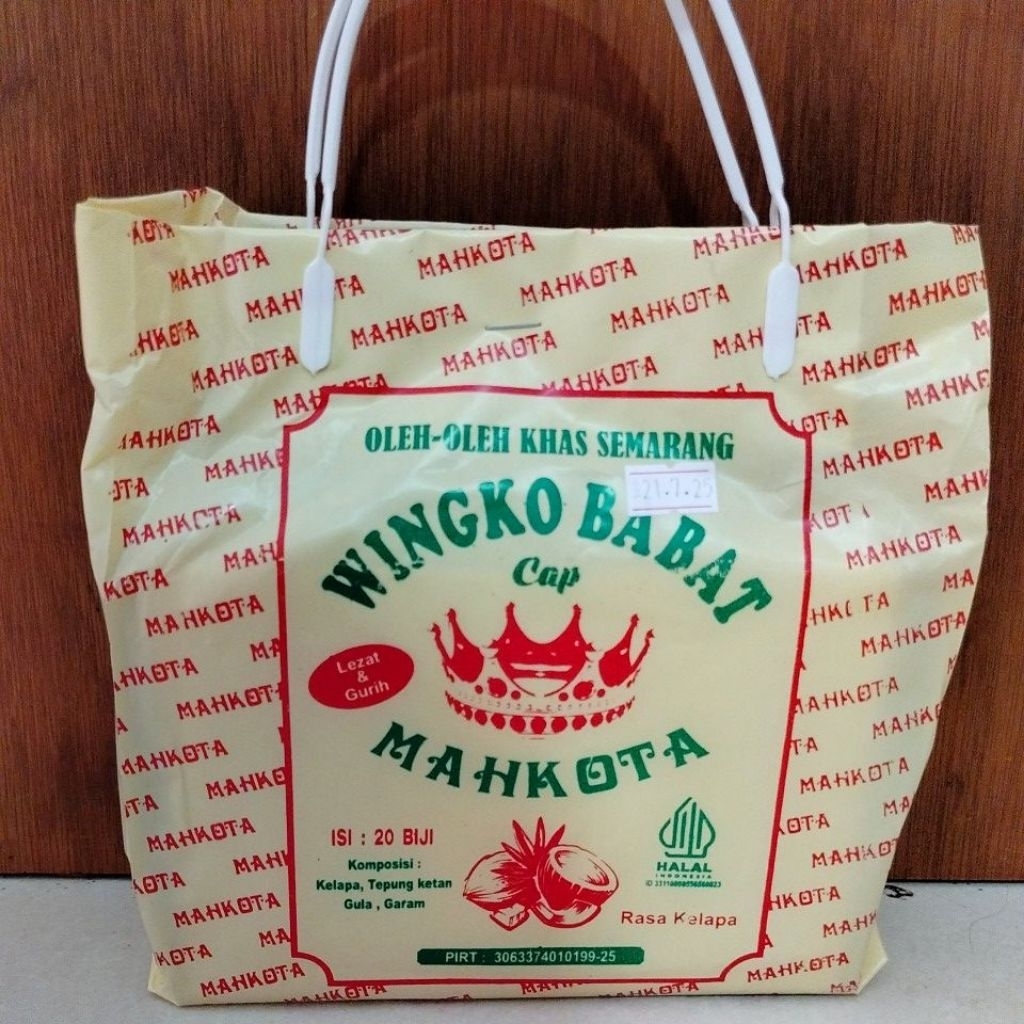 OLEH-OLEH KHAS SEMARANG
21.7.25
WINGKO BABAT
Cap
Lezat
&
Gurih
MAHKOTA
ISI : 20 BIJI
Komposisi :
Kelapa, Tepung ketan
Gula , Garam
HALAL
INDONESIA
Rasa Kelapa
PIRT : 3063374010199-25
MAHKOTA